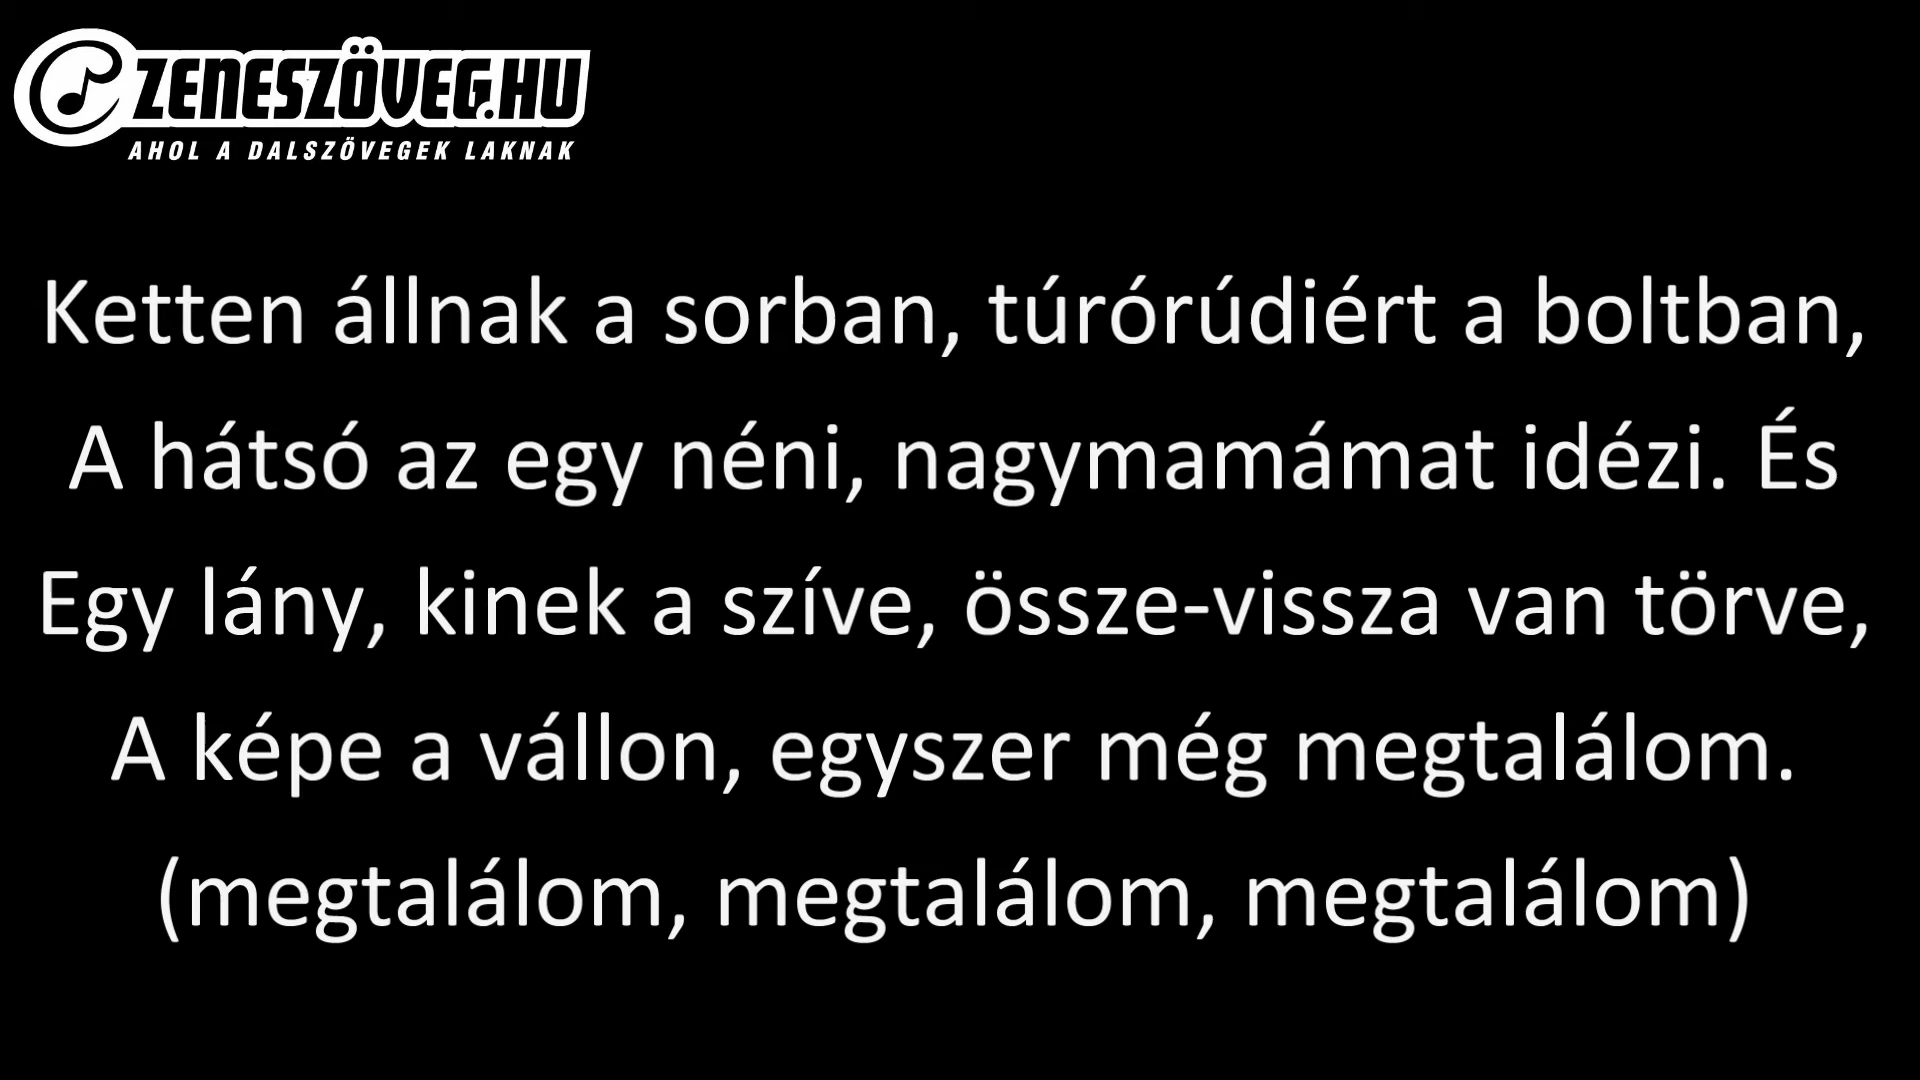 ZENESZÖVEG.HU
AHOL A DALSZÖVEGEK LAKNAK
Ketten állnak a sorban, túrórúdiért a boltban,
A hátsó az egy néni, nagymamámat idézi. És
Egy lány, kinek a szíve, össze-vissza van törve,
A képe a vállon, egyszer még megtalálom.
(megtalálom, megtalálom, megtalálom)